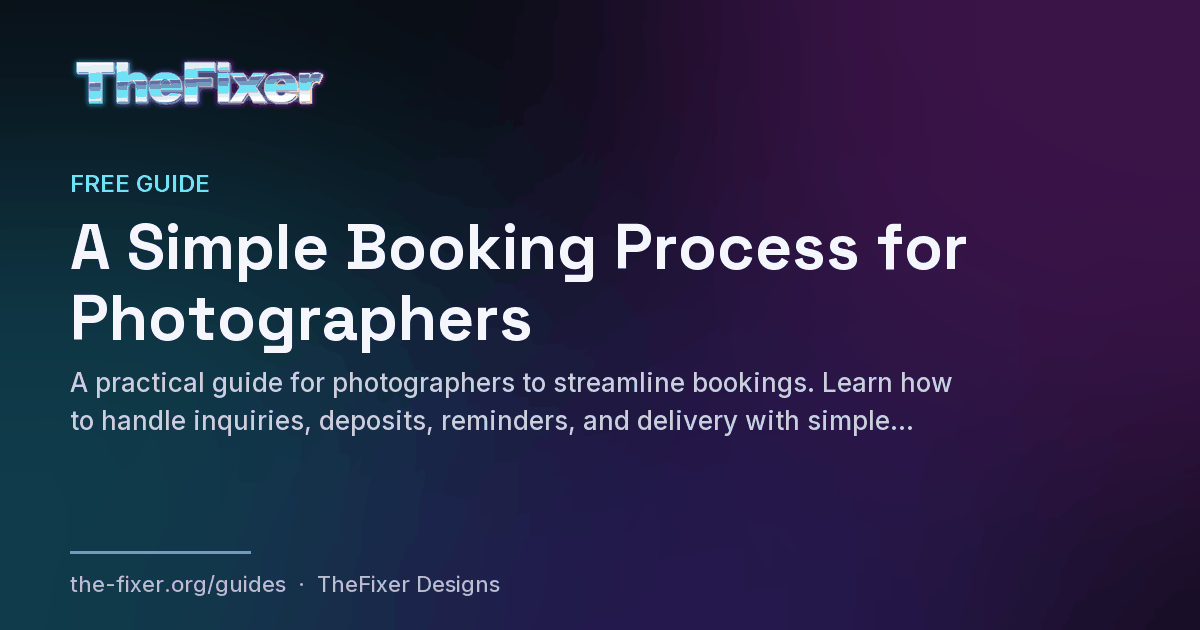 TheFixer
FREE GUIDE
A Simple Booking Process for
Photographers
A practical guide for photographers to streamline bookings. Learn how
to handle inquiries, deposits, reminders, and delivery with simple...
the-fixer.org/guides · TheFixer Designs